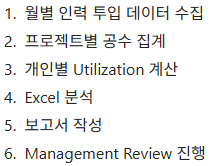 1. 월별 인력 투입 데이터 수집
2. 프로젝트별 공수 집계
3. 개인별 Utilization 계산
4. Excel 분석
5. 보고서 작성
6. Management Review 진행